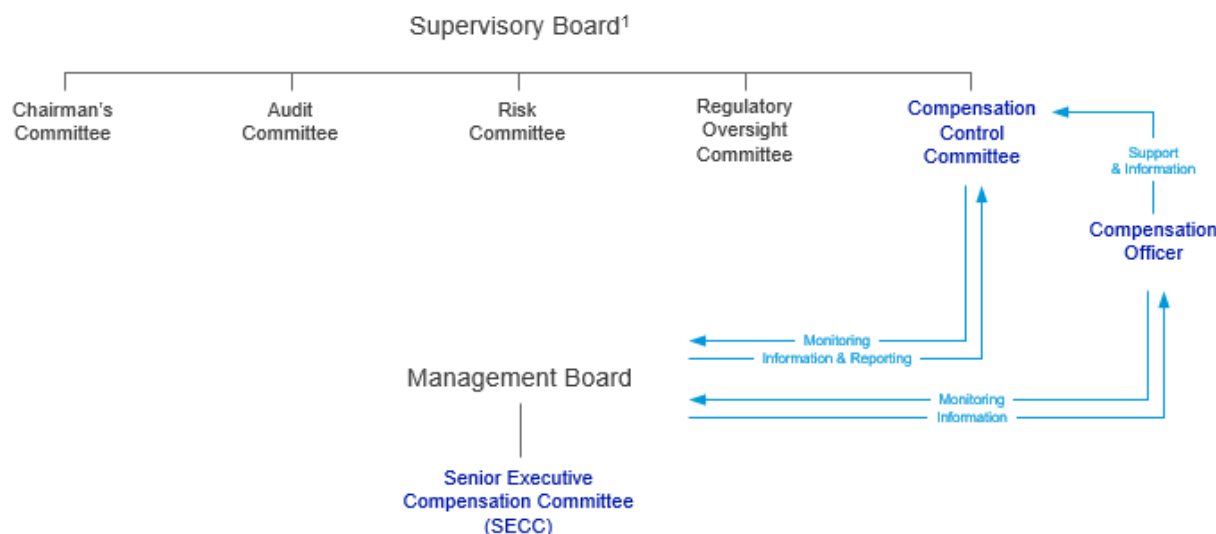 Supervisory Board¹
Chairman's
Committee
Audit
Committee
Risk
Committee
Regulatory
Oversight
Committee
Compensation
Control
Committee
Support
& Information
Compensation
Officer
Monitoring
Information & Reporting
Management Board
Monitoring
Information
Senior Executive
Compensation Committee
(SECC)